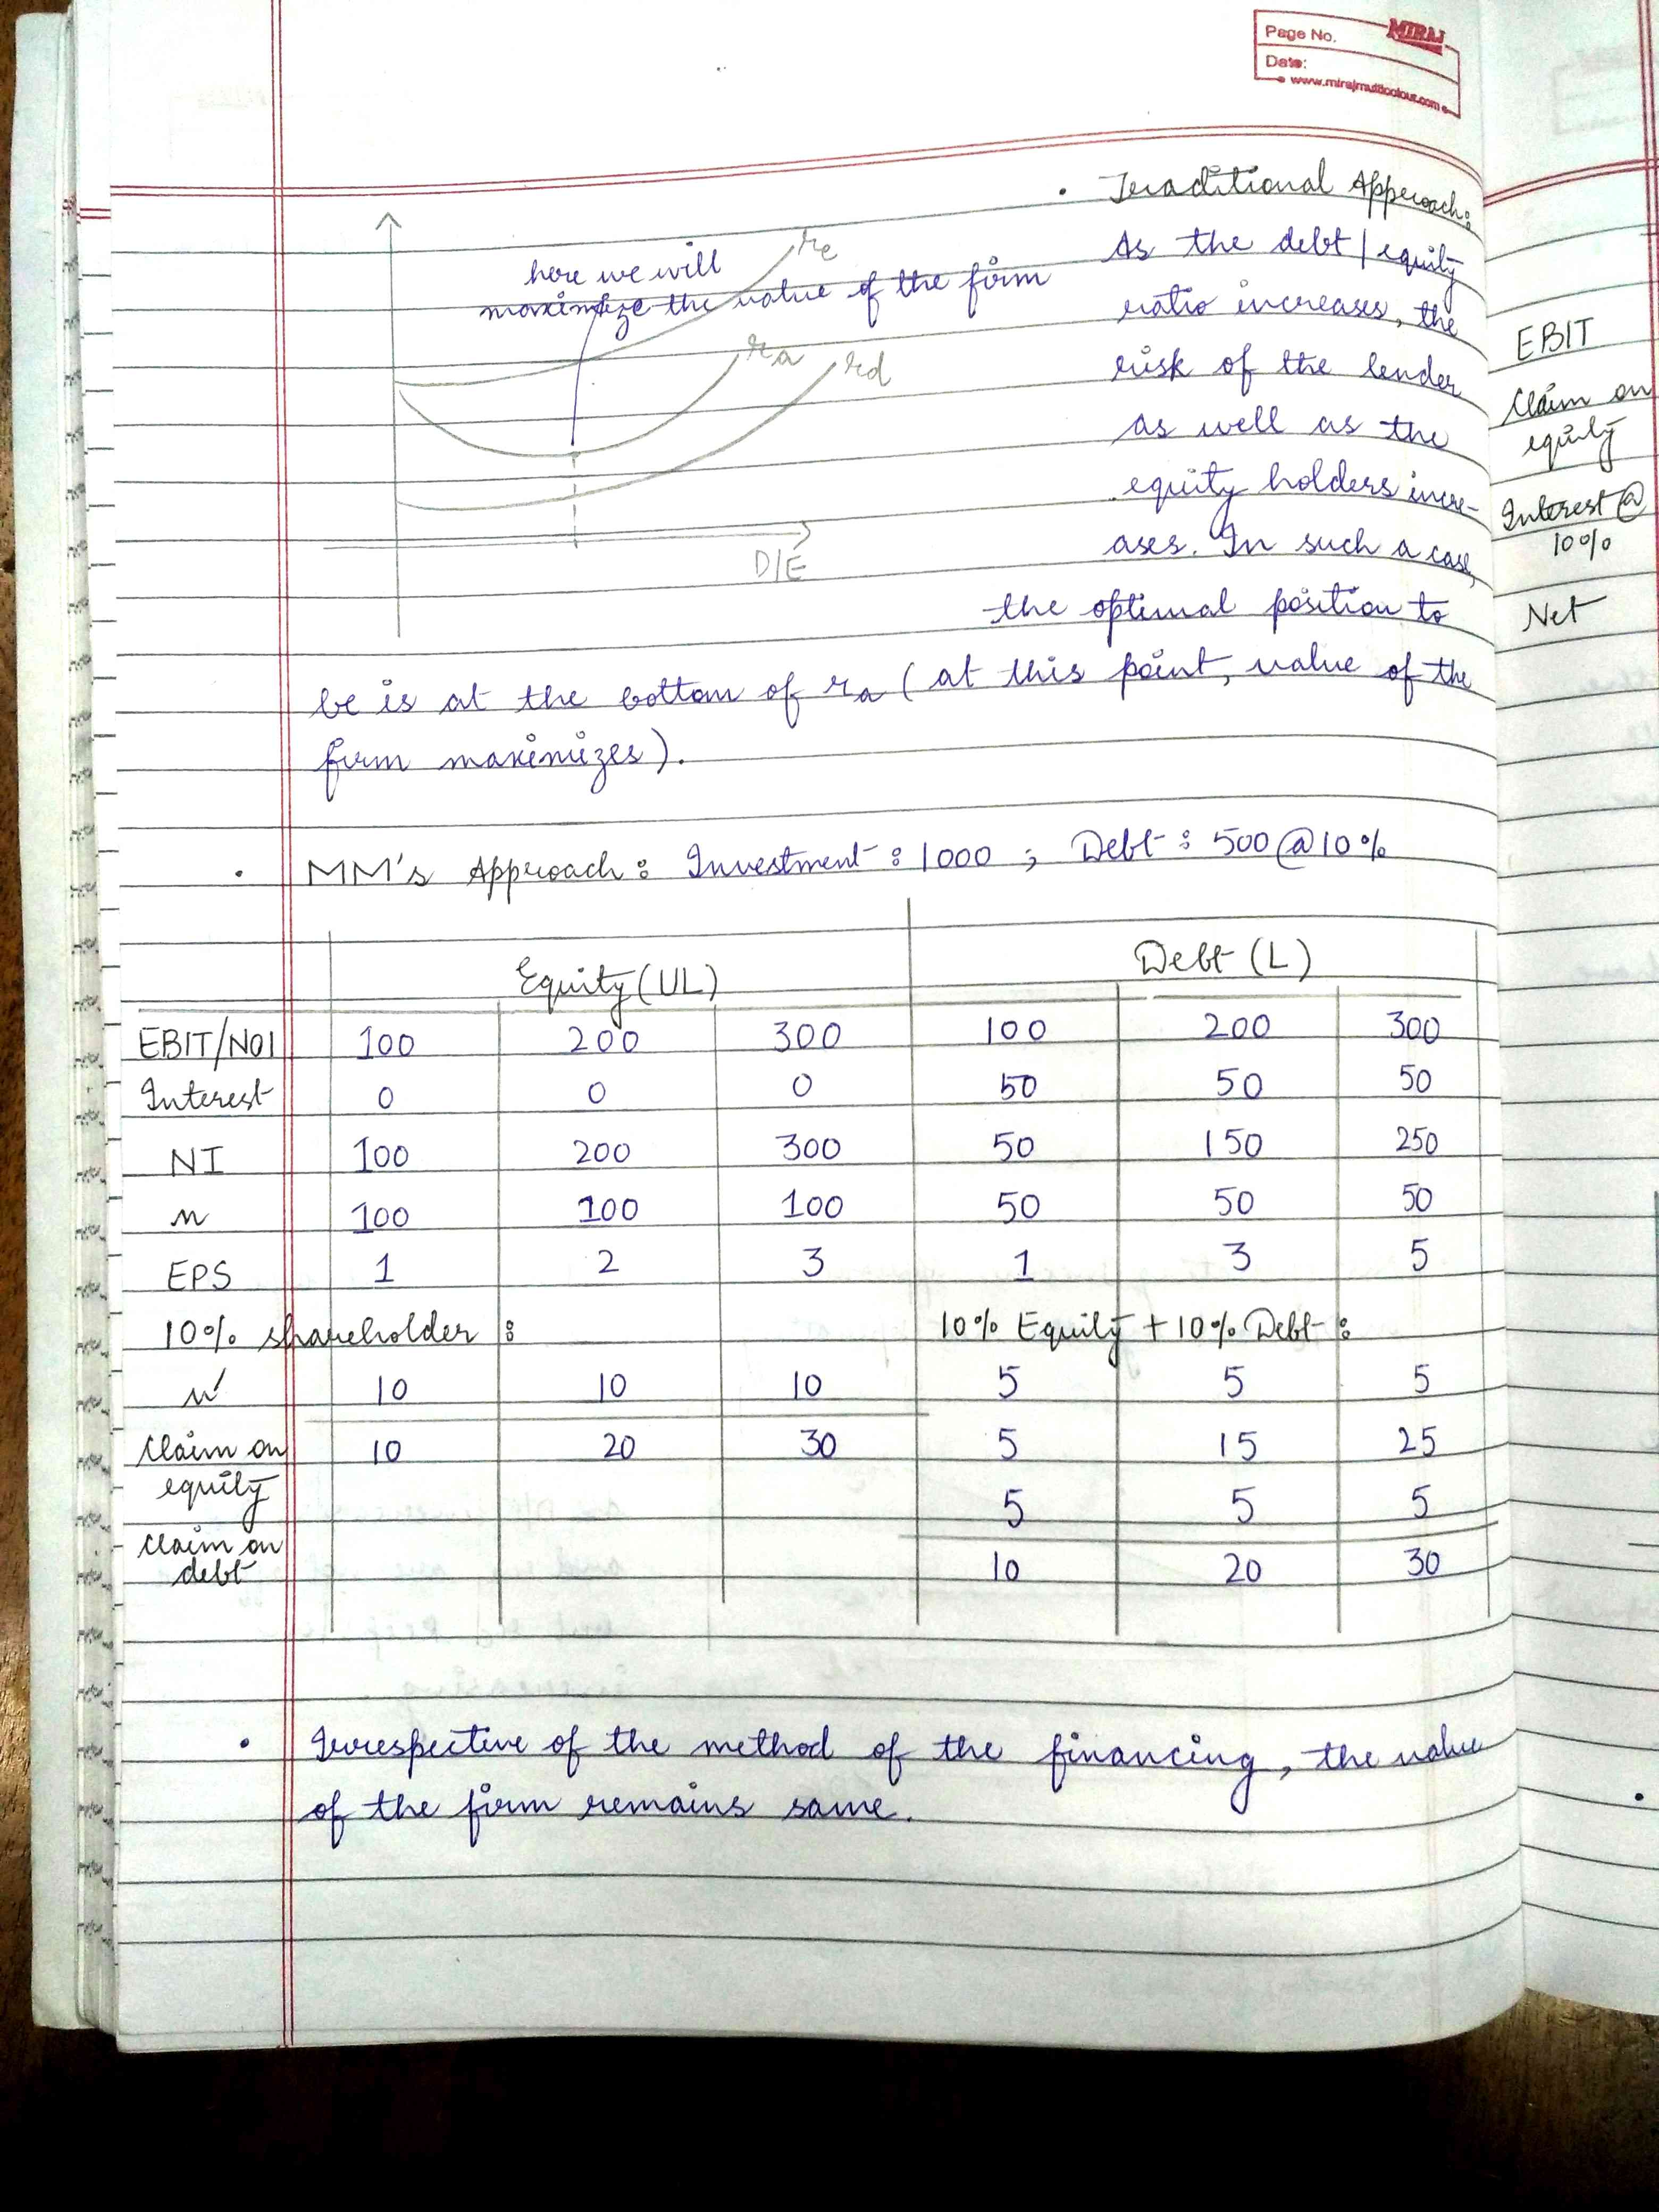 Page No.
MIRAJ
Date:
www.mirajmulticolour.com
• Traditional Approach:
As the debt/equity
ratio increases, the
risk of the lender
as well as the
equity holders incre-
ases. In such a case,
the optimal position to
be is at the bottom of ra (at this point, value of the
firm maximizes).
here we will
maximize the value of the firm
re
ra
rd
D/E
• MM's Approach: Investment: 1000 ; Debt: 500@10%
Equity (UL) Debt (L)
EBIT/NOI 100 200 300 100 200 300
Interest 0 0 0 50 50 50
NI 100 200 300 50 150 250
n 100 100 100 50 50 50
EPS 1 2 3 1 3 5
10% shareholder : 10% Equity + 10% Debt :
n' 10 10 10 5 5 5
Claim on 10 20 30 5 15 25
equity 5 5 5
Claim on
debt 10 20 30
• Irrespective of the method of the financing, the value
of the firm remains same.
EBIT
Claim on
equity
Interest @
10%
Net